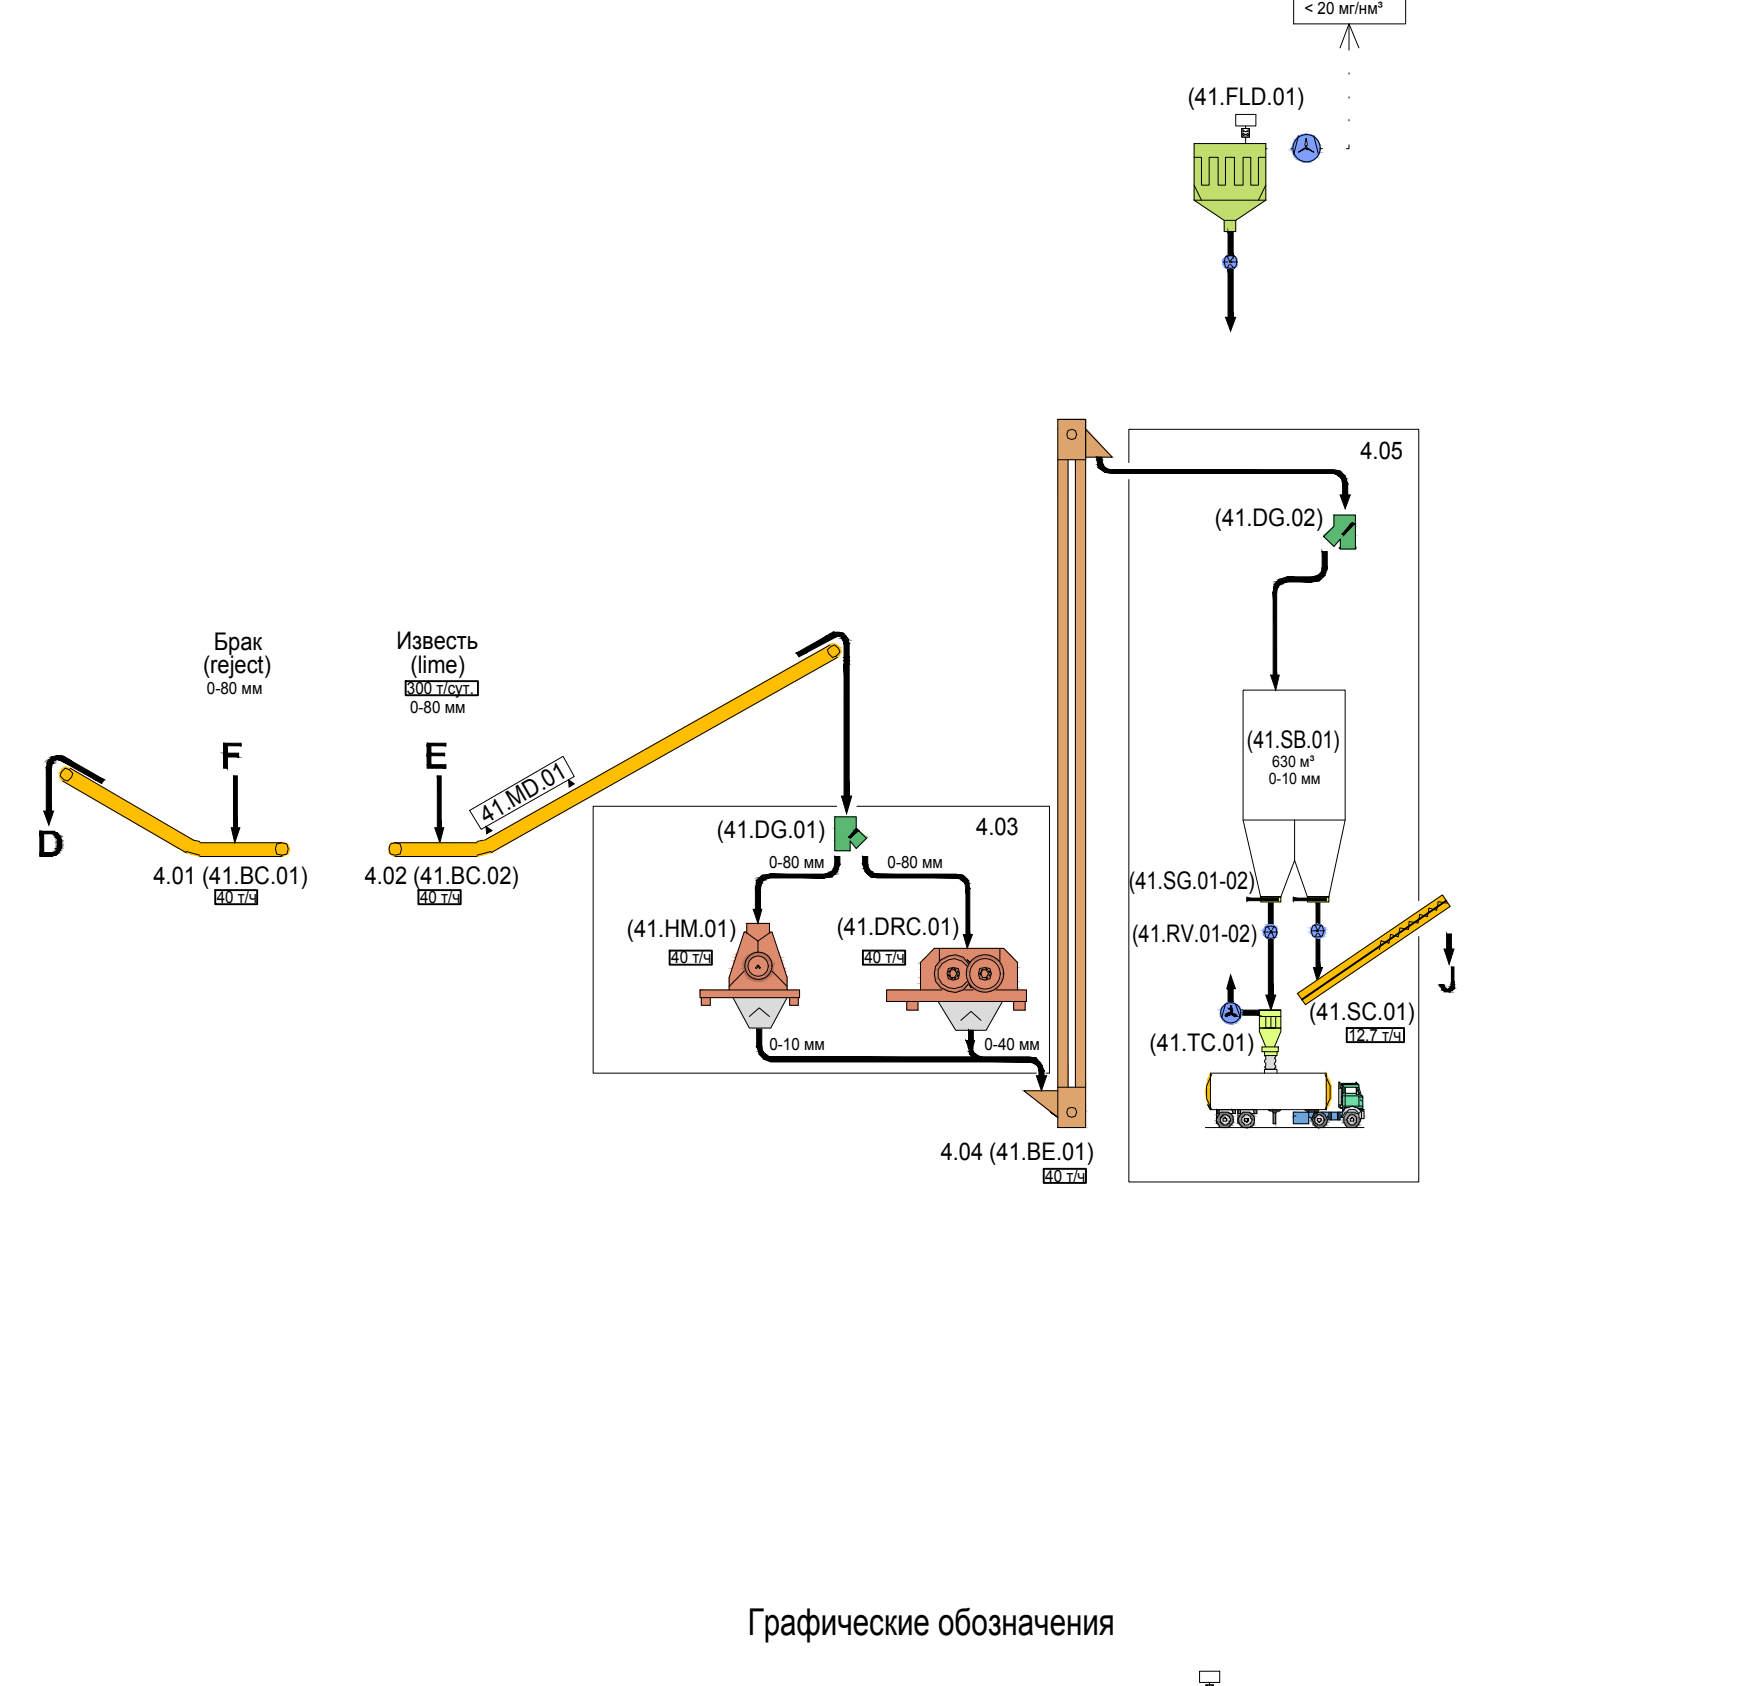 < 20 мг/нм³
(41.FLD.01)
4.05
(41.DG.02)
Брак
(reject)
0-80 мм
Известь
(lime)
300 т/сут.
0-80 мм
F
E
D
41.MD.01
4.01 (41.BC.01)
40 т/ч
4.02 (41.BC.02)
40 т/ч
(41.DG.01)
4.03
0-80 мм
0-80 мм
(41.HM.01)
40 т/ч
(41.DRC.01)
40 т/ч
0-10 мм
0-40 мм
4.04 (41.BE.01)
40 т/ч
(41.SB.01)
630 м³
0-10 мм
(41.SG.01-02)
(41.RV.01-02)
J
(41.SC.01)
12,7 т/ч
(41.TC.01)
Графические обозначения